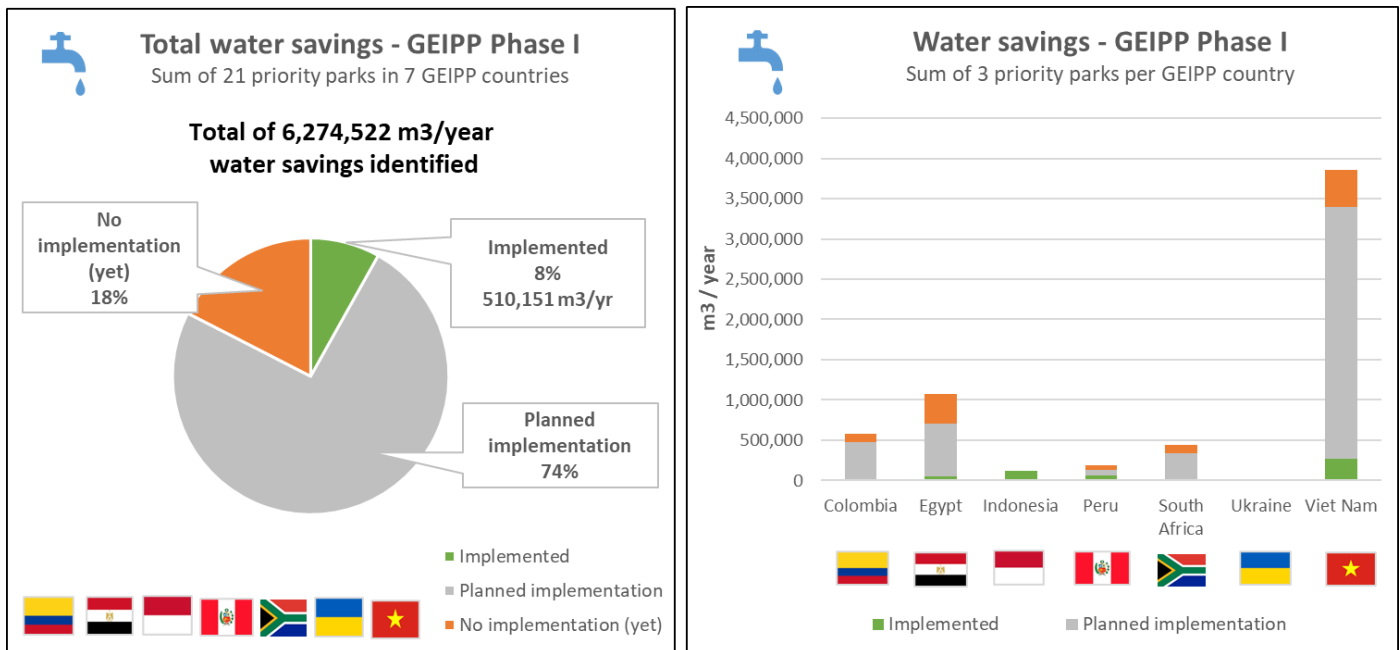 Total water savings - GEIPP Phase I
Sum of 21 priority parks in 7 GEIPP countries
Total of 6,274,522 m3/year
water savings identified
No
implementation
(yet)
18%
Implemented
8%
510,151 m3/yr
Planned
implementation
74%
Implemented
Planned implementation
No implementation (yet)
Water savings - GEIPP Phase I
Sum of 3 priority parks per GEIPP country
m3 / year
4,500,000
4,000,000
3,500,000
3,000,000
2,500,000
2,000,000
1,500,000
1,000,000
500,000
0
Colombia
Egypt
Indonesia
Peru
South
Africa
Ukraine
Viet Nam
Implemented
Planned implementation